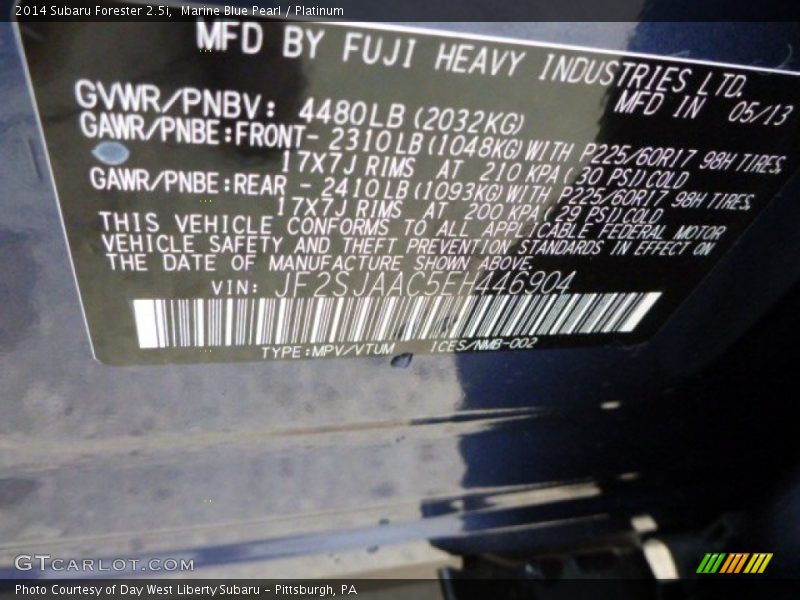 2014 Subaru Forester 2.5i,  Marine Blue Pearl / Platinum
MFD BY FUJI HEAVY INDUSTRIES LTD.
GVWR/PNBV: 4480LB (2032KG) MFD IN 05/13
GAWR/PNBE:FRONT- 2310LB (1048KG) WITH P225/60R17 98H TIRES,
17X7J RIMS AT 210 KPA ( 30 PSI) COLD
GAWR/PNBE:REAR - 2410LB (1093KG) WITH P225/60R17 98H TIRES,
17X7J RIMS AT 200 KPA ( 29 PSI) COLD
THIS VEHICLE CONFORMS TO ALL APPLICABLE FEDERAL MOTOR
VEHICLE SAFETY AND THEFT PREVENTION STANDARDS IN EFFECT ON
THE DATE OF MANUFACTURE SHOWN ABOVE.
VIN: JF2SJAAC5EH446904
TYPE:MPV/VTUM ICES/NMB-002
GTCARLOT.COM
Photo Courtesy of Day West Liberty Subaru - Pittsburgh, PA